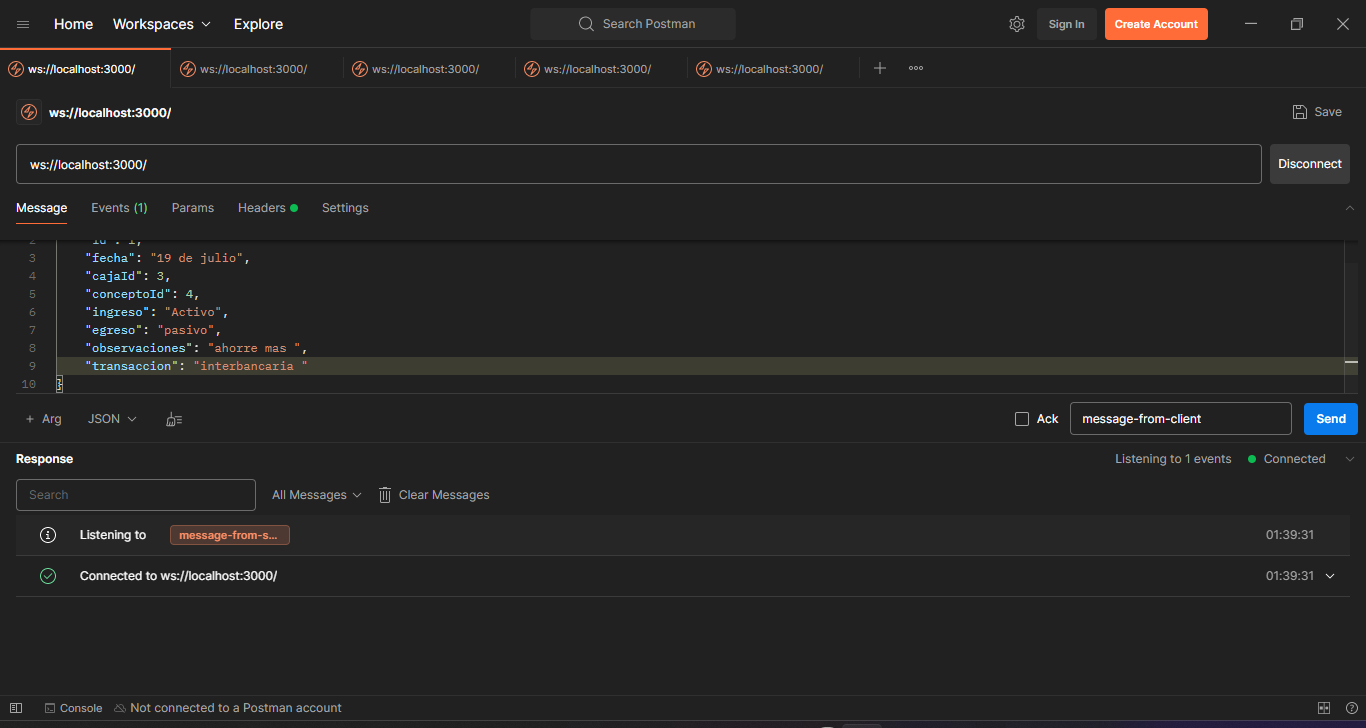 Home Workspaces Explore Search Postman Sign In Create Account
ws://localhost:3000/ ws://localhost:3000/ ws://localhost:3000/ ws://localhost:3000/ ws://localhost:3000/
ws://localhost:3000/ Save
ws://localhost:3000/ Disconnect
Message Events (1) Params Headers Settings
2 "id": 1,
3 "fecha": "19 de julio",
4 "cajaId": 3,
5 "conceptoId": 4,
6 "ingreso": "Activo",
7 "egreso": "pasivo",
8 "observaciones": "ahorre mas ",
9 "transaccion": "interbancaria "
10 }
+ Arg JSON Ack message-from-client Send
Response Listening to 1 events Connected
Search All Messages Clear Messages
Listening to message-from-s... 01:39:31
Connected to ws://localhost:3000/ 01:39:31
Console Not connected to a Postman account